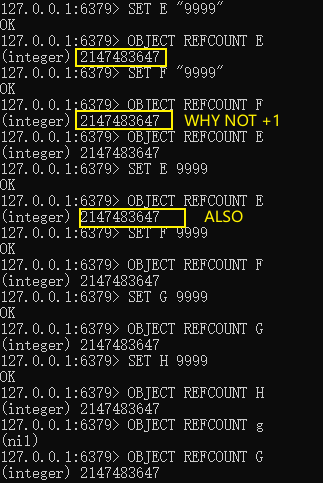 127.0.0.1:6379> SET E "9999"
OK
127.0.0.1:6379> OBJECT REFCOUNT E
(integer) 2147483647
127.0.0.1:6379> SET F "9999"
OK
127.0.0.1:6379> OBJECT REFCOUNT F
(integer) 2147483647 WHY NOT +1
127.0.0.1:6379> OBJECT REFCOUNT E
(integer) 2147483647
127.0.0.1:6379> SET E 9999
OK
127.0.0.1:6379> OBJECT REFCOUNT E
(integer) 2147483647 ALSO
127.0.0.1:6379> SET F 9999
OK
127.0.0.1:6379> OBJECT REFCOUNT F
(integer) 2147483647
127.0.0.1:6379> SET G 9999
OK
127.0.0.1:6379> OBJECT REFCOUNT G
(integer) 2147483647
127.0.0.1:6379> SET H 9999
OK
127.0.0.1:6379> OBJECT REFCOUNT H
(integer) 2147483647
127.0.0.1:6379> OBJECT REFCOUNT g
(nil)
127.0.0.1:6379> OBJECT REFCOUNT G
(integer) 2147483647